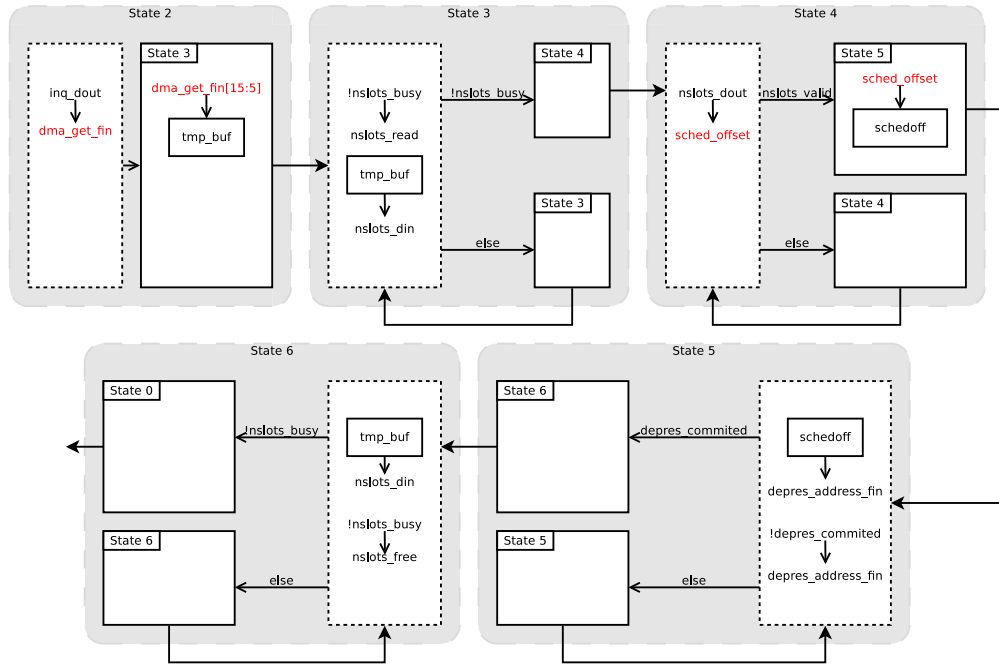 State 2
inq_dout
dma_get_fin
State 3
dma_get_fin[15:5]
tmp_buf
State 3
!nslots_busy
nslots_read
tmp_buf
nslots_din
!nslots_busy
State 4
else
State 3
State 4
nslots_dout
sched_offset
nslots_valid
State 5
sched_offset
schedoff
else
State 4
State 6
State 0
!nslots_busy
tmp_buf
nslots_din
!nslots_busy
nslots_free
State 6
else
State 5
State 6
depres_commited
schedoff
depres_address_fin
!depres_commited
depres_address_fin
State 5
else